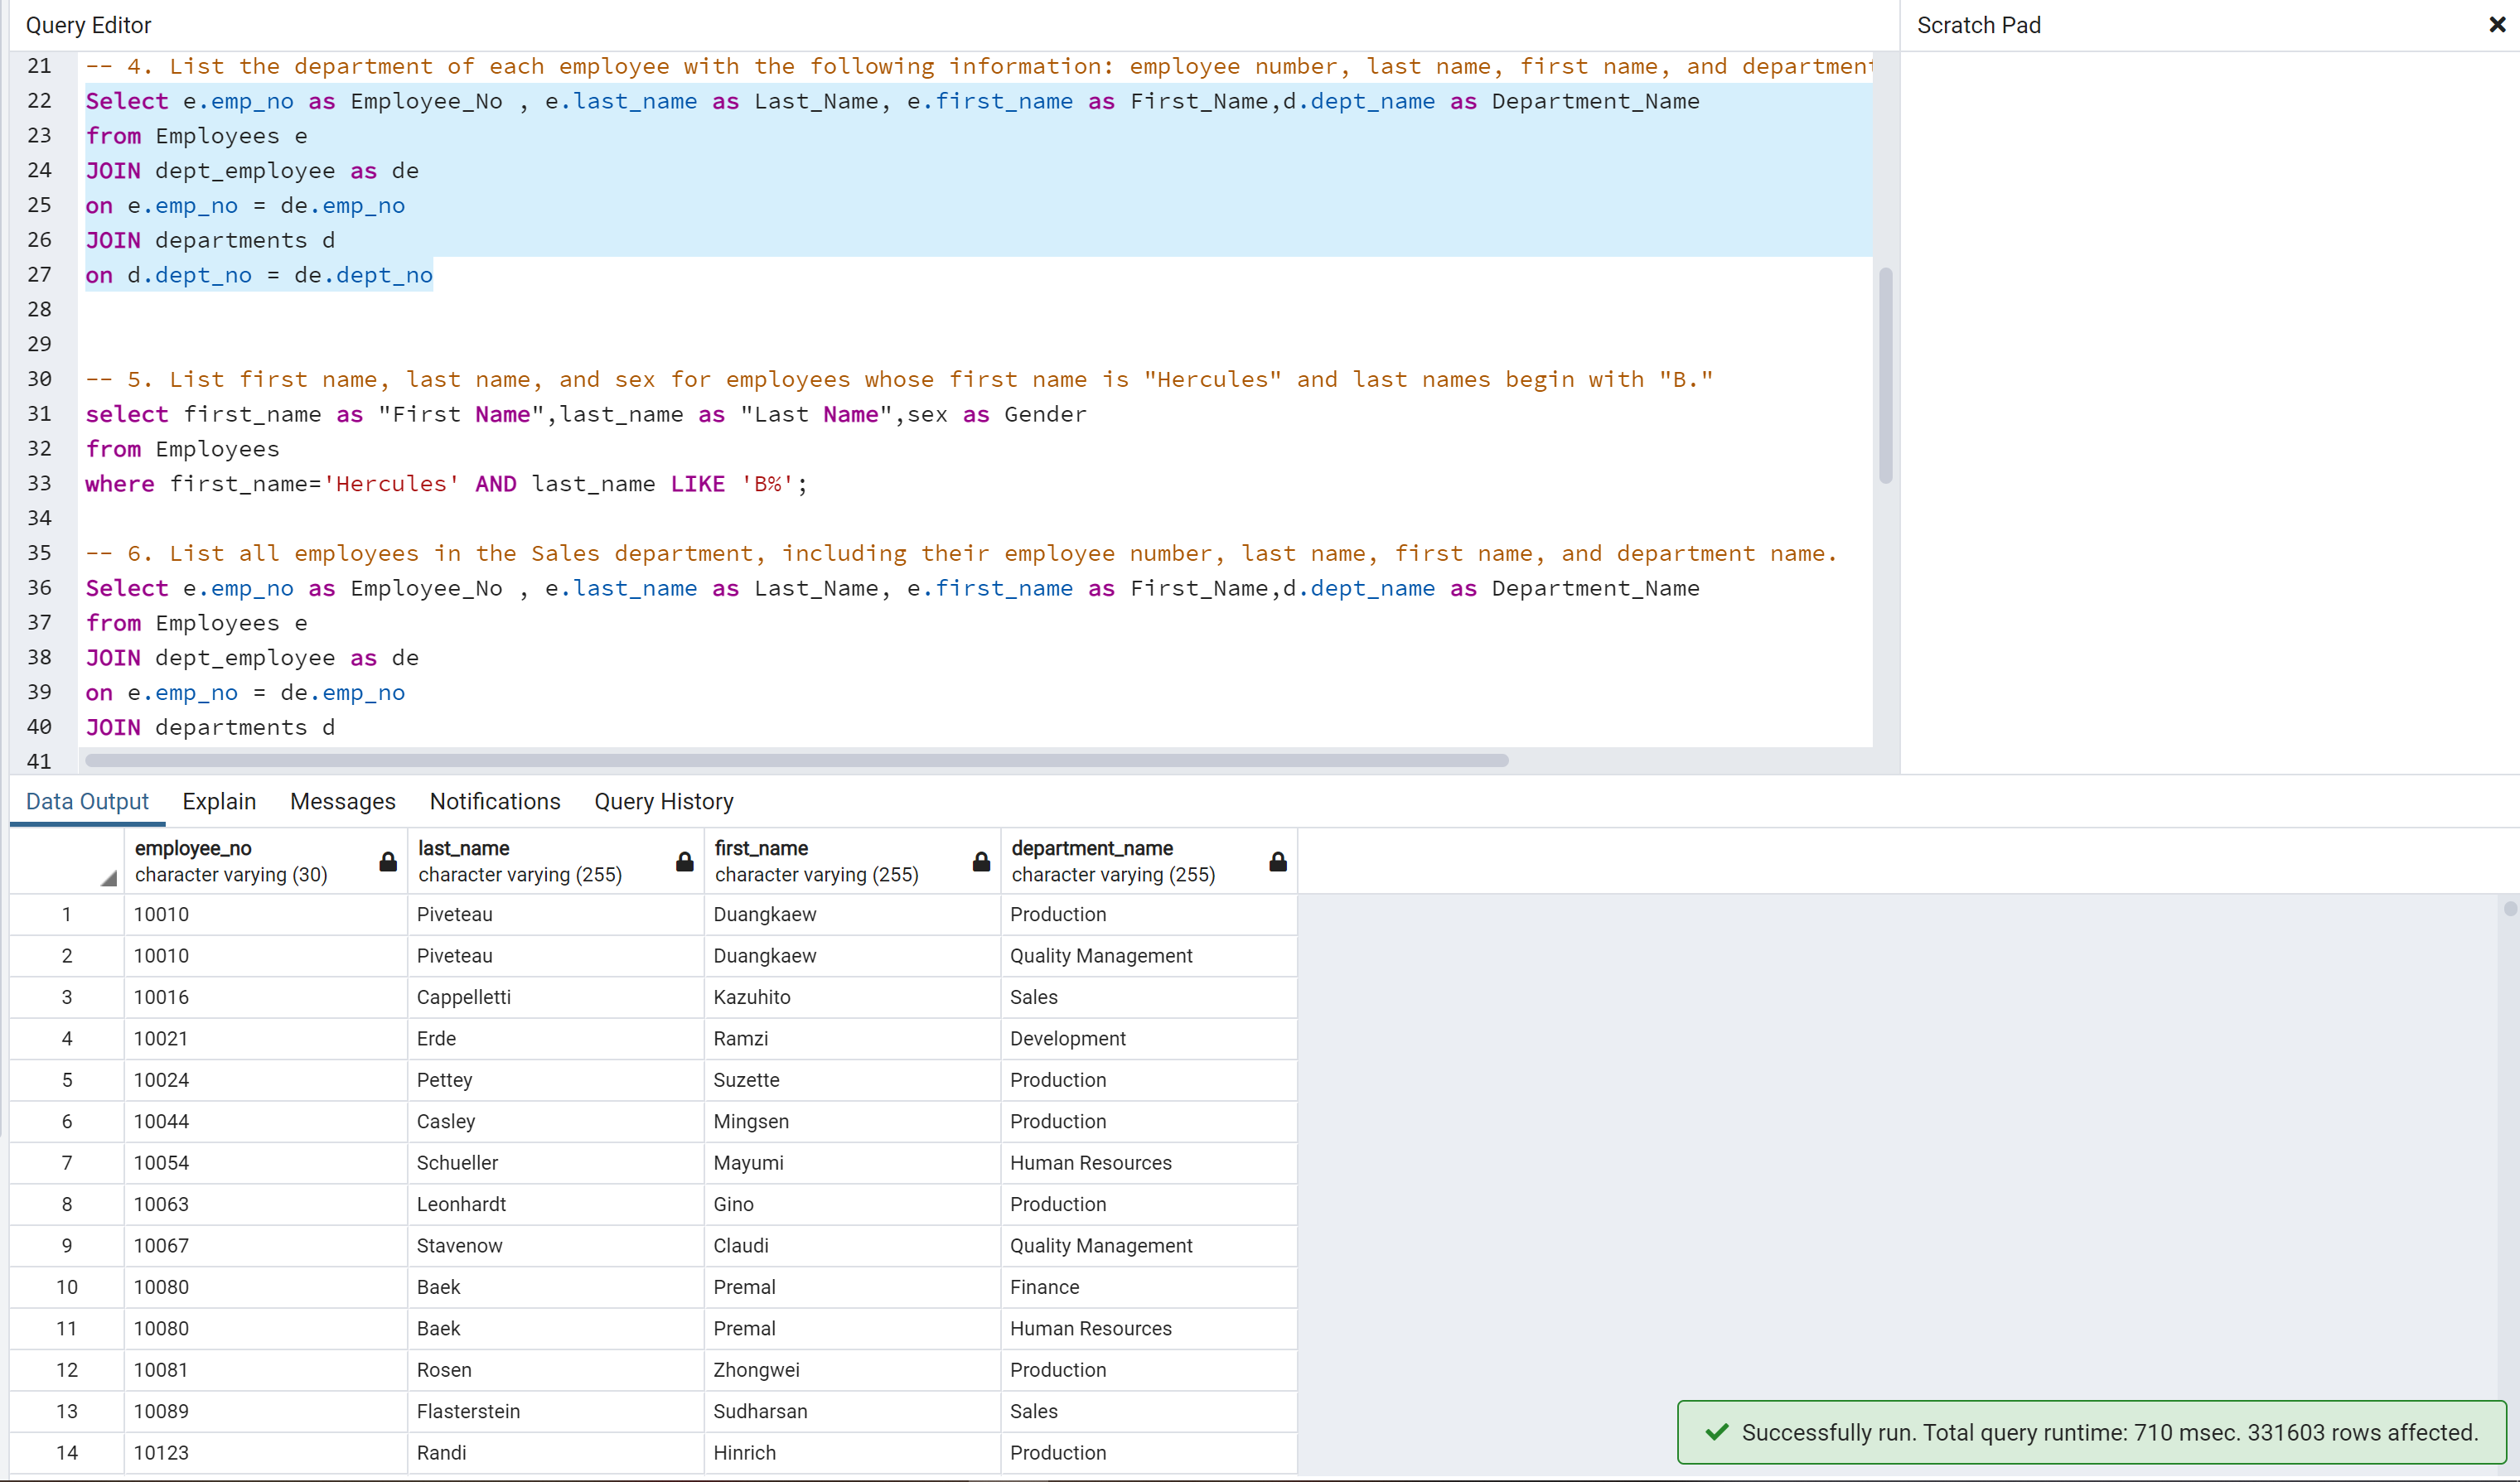 Query Editor
Scratch Pad
21 -- 4. List the department of each employee with the following information: employee number, last name, first name, and department
22 Select e.emp_no as Employee_No , e.last_name as Last_Name, e.first_name as First_Name,d.dept_name as Department_Name
23 from Employees e
24 JOIN dept_employee as de
25 on e.emp_no = de.emp_no
26 JOIN departments d
27 on d.dept_no = de.dept_no
28
29
30 -- 5. List first name, last name, and sex for employees whose first name is "Hercules" and last names begin with "B."
31 select first_name as "First Name",last_name as "Last Name",sex as Gender
32 from Employees
33 where first_name='Hercules' AND last_name LIKE 'B%';
34
35 -- 6. List all employees in the Sales department, including their employee number, last name, first name, and department name.
36 Select e.emp_no as Employee_No , e.last_name as Last_Name, e.first_name as First_Name,d.dept_name as Department_Name
37 from Employees e
38 JOIN dept_employee as de
39 on e.emp_no = de.emp_no
40 JOIN departments d
41
Data Output Explain Messages Notifications Query History
employee_no last_name first_name department_name
character varying (30) character varying (255) character varying (255) character varying (255)
1 10010 Piveteau Duangkaew Production
2 10010 Piveteau Duangkaew Quality Management
3 10016 Cappelletti Kazuhito Sales
4 10021 Erde Ramzi Development
5 10024 Pettey Suzette Production
6 10044 Casley Mingsen Production
7 10054 Schueller Mayumi Human Resources
8 10063 Leonhardt Gino Production
9 10067 Stavenow Claudi Quality Management
10 10080 Baek Premal Finance
11 10080 Baek Premal Human Resources
12 10081 Rosen Zhongwei Production
13 10089 Flasterstein Sudharsan Sales
14 10123 Randi Hinrich Production
Successfully run. Total query runtime: 710 msec. 331603 rows affected.